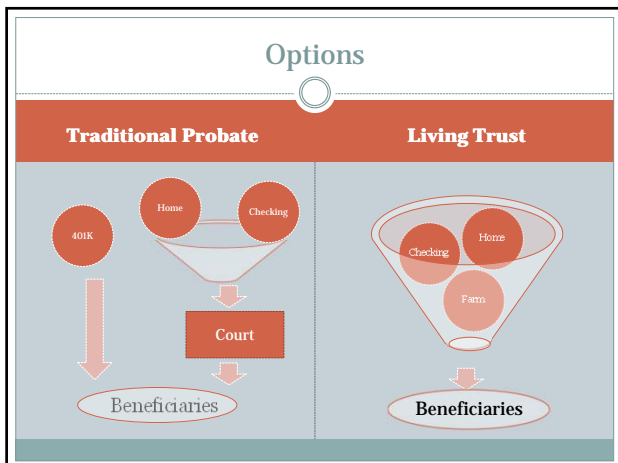 Options
Traditional Probate
401K
Home
Checking
Court
Beneficiaries
Living Trust
Checking
Home
Farm
Beneficiaries